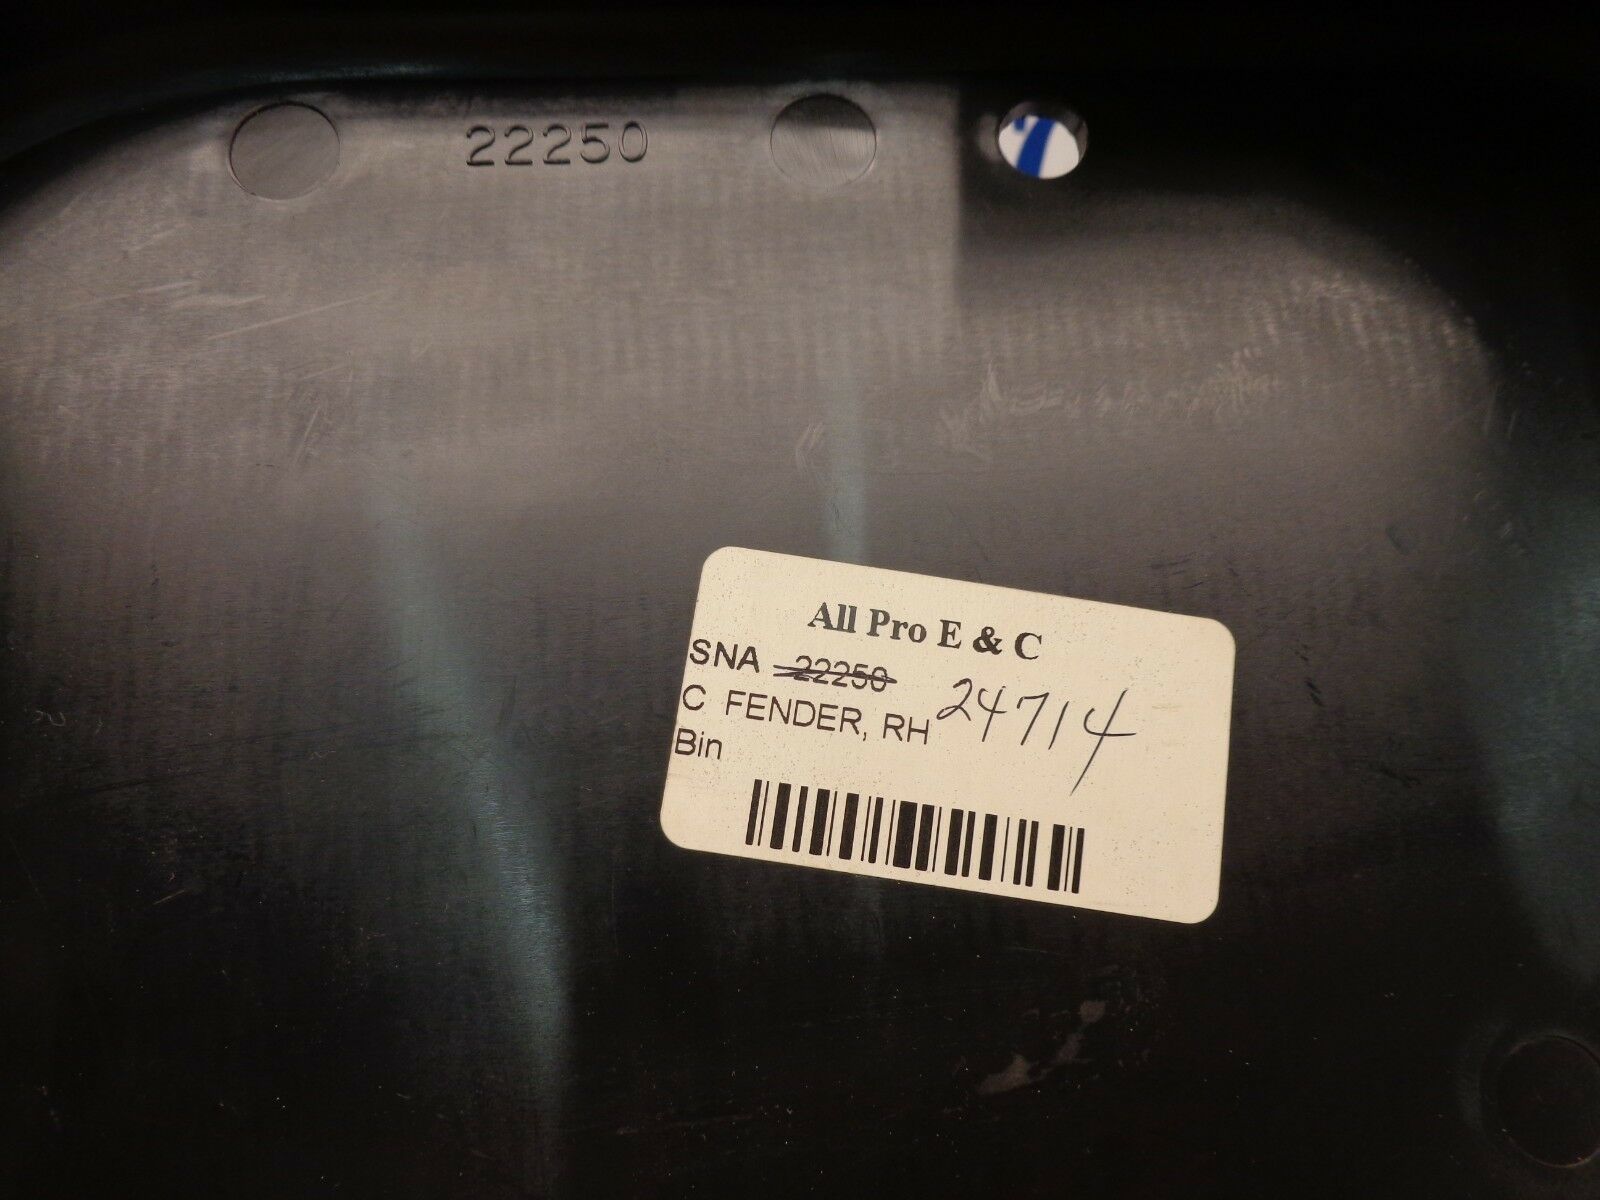 22250
All Pro E & C
SNA 22250 24714
C FENDER, RH
Bin